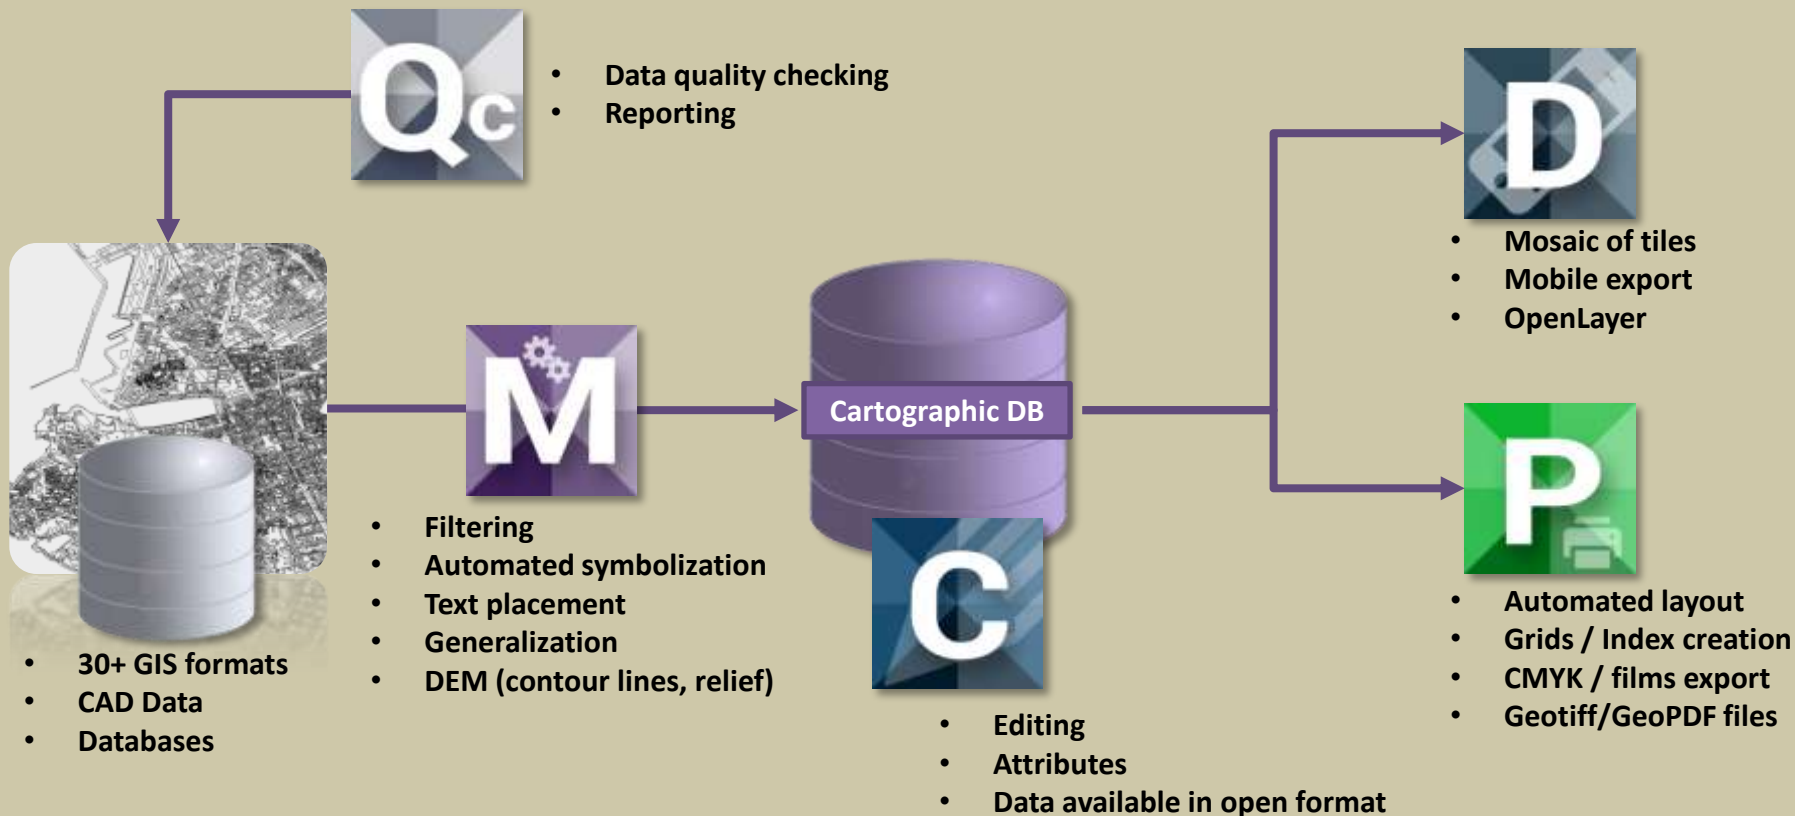 Qc
• Data quality checking
• Reporting
• 30+ GIS formats
• CAD Data
• Databases
M
• Filtering
• Automated symbolization
• Text placement
• Generalization
• DEM (contour lines, relief)
Cartographic DB
C
• Editing
• Attributes
• Data available in open format
D
• Mosaic of tiles
• Mobile export
• OpenLayer
P
• Automated layout
• Grids / Index creation
• CMYK / films export
• Geotiff/GeoPDF files